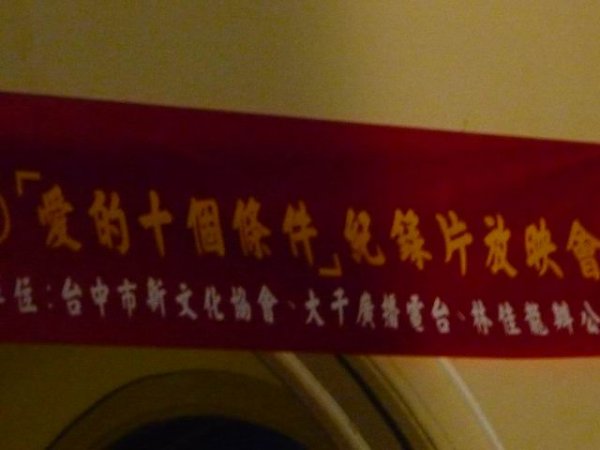 「愛的十個條件」紀錄片放映會
位：台中市新文化協會、大千廣播電台、林佳龍辦公